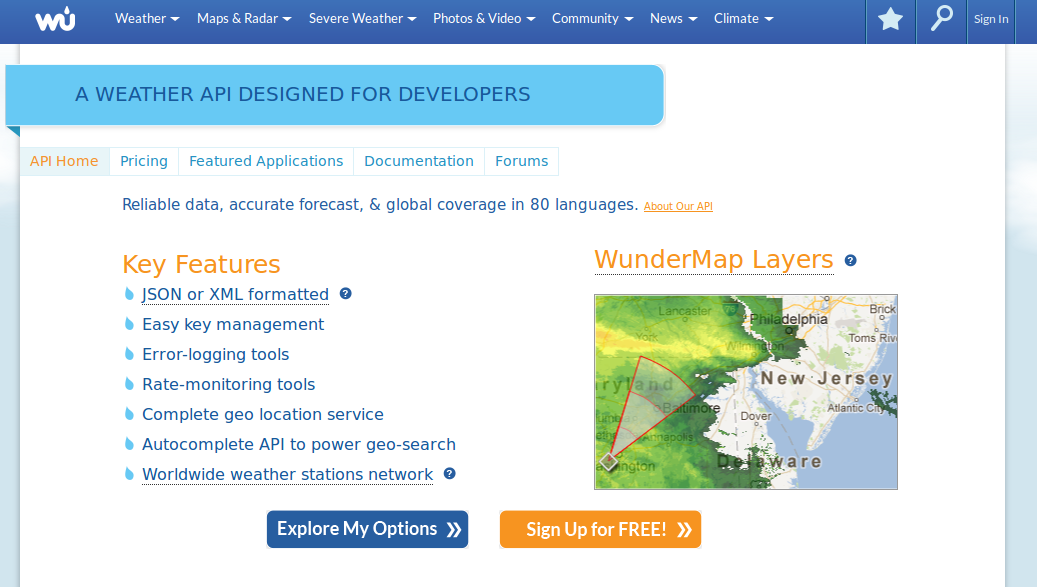 wu
Weather Maps & Radar Severe Weather Photos & Video Community News Climate Sign In
A WEATHER API DESIGNED FOR DEVELOPERS
API Home Pricing Featured Applications Documentation Forums
Reliable data, accurate forecast, & global coverage in 80 languages. About Our API
Key Features
JSON or XML formatted ?
Easy key management
Error-logging tools
Rate-monitoring tools
Complete geo location service
Autocomplete API to power geo-search
Worldwide weather stations network ?
WunderMap Layers ?
Lancaster
Philadelphia
Brick
York
Wilmington
Toms Riv
ryland
New Jersey
Baltimore
Dover
Atlantic City
Annapolis
Delaware
ington
Explore My Options »
Sign Up for FREE! »